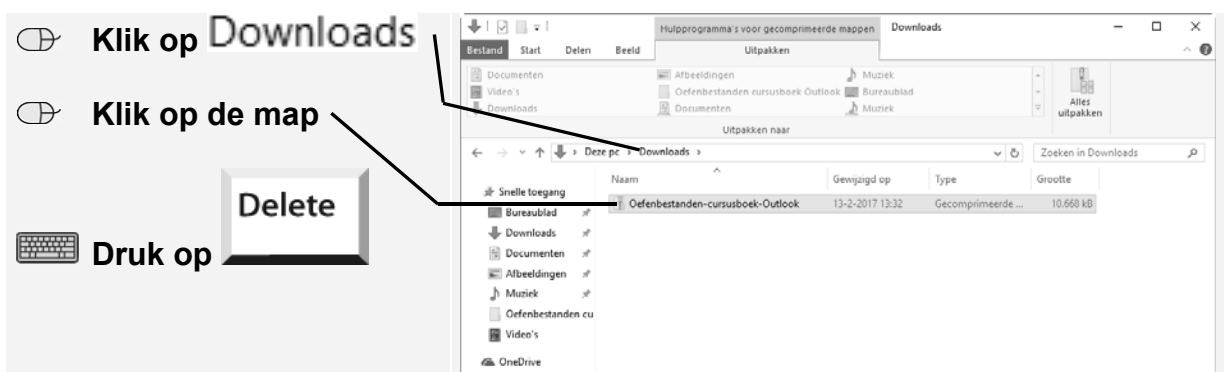 Klik op Downloads
Klik op de map
Delete
Druk op
Hulpprogramma's voor gecomprimeerde mappen Downloads
Bestand Start Delen Beeld Uitpakken
Documenten Afbeeldingen Muziek
Video's Oefenbestanden cursusboek Outlook Bureaublad
Downloads Documenten Muziek
Alles
uitpakken
Uitpakken naar
Deze pc › Downloads › Zoeken in Downloads
Naam Gewijzigd op Type Grootte
Oefenbestanden-cursusboek-Outlook 13-2-2017 13:32 Gecomprimeerde ... 10.668 kB
Snelle toegang
Bureaublad
Downloads
Documenten
Afbeeldingen
Muziek
Oefenbestanden cu
Video's
OneDrive